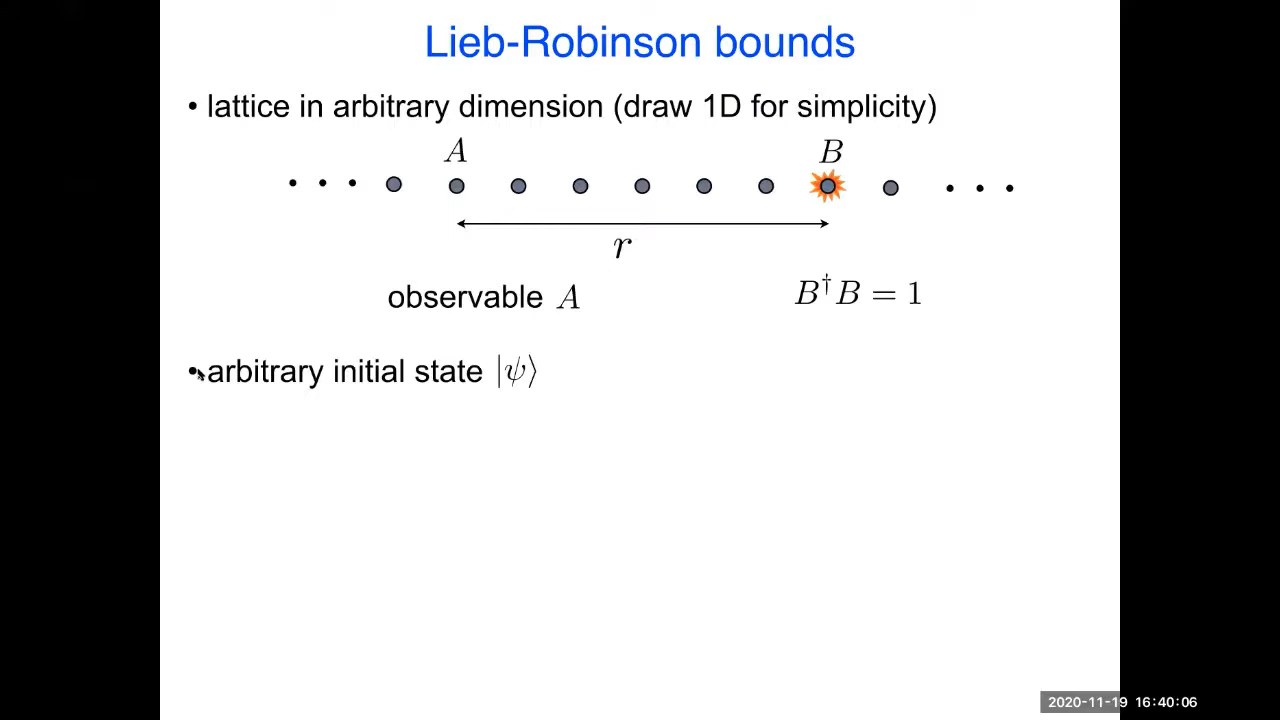 Lieb-Robinson bounds
• lattice in arbitrary dimension (draw 1D for simplicity)
A B
r
observable A B†B = 1
• arbitrary initial state |ψ⟩
2020-11-19 16:40:06